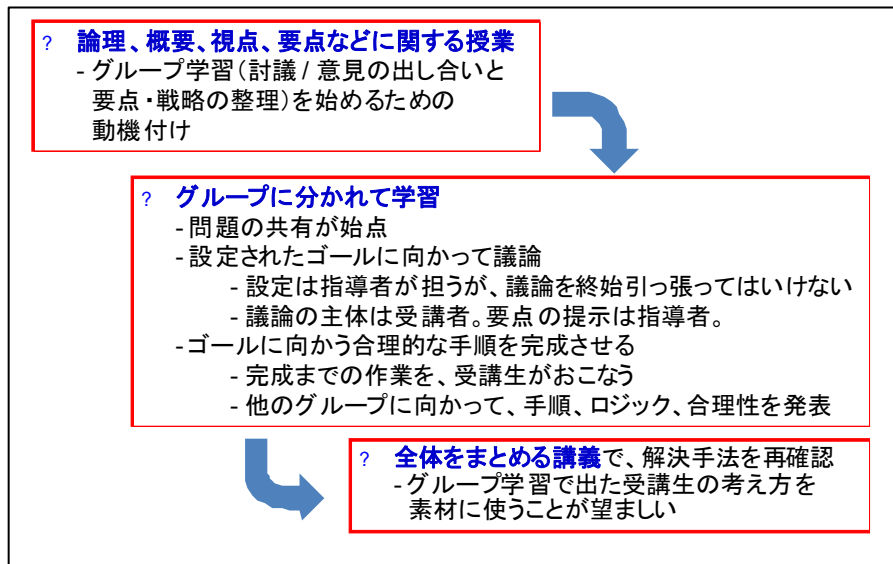 ? 論理、概要、視点、要点などに関する授業
- グループ学習(討議 / 意見の出し合いと
要点・戦略の整理)を始めるための
動機付け
? グループに分かれて学習
- 問題の共有が始点
- 設定されたゴールに向かって議論
- 設定は指導者が担うが、議論を終始引っ張ってはいけない
- 議論の主体は受講者。要点の提示は指導者。
- ゴールに向かう合理的な手順を完成させる
- 完成までの作業を、受講生がおこなう
- 他のグループに向かって、手順、ロジック、合理性を発表
? 全体をまとめる講義で、解決手法を再確認
- グループ学習で出た受講生の考え方を
素材に使うことが望ましい